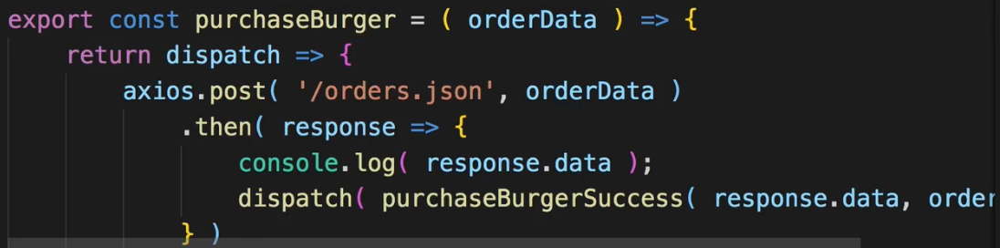 export const purchaseBurger = ( orderData ) => {
    return dispatch => {
        axios.post( '/orders.json', orderData )
            .then( response => {
                console.log( response.data );
                dispatch( purchaseBurgerSuccess( response.data, order
            } )